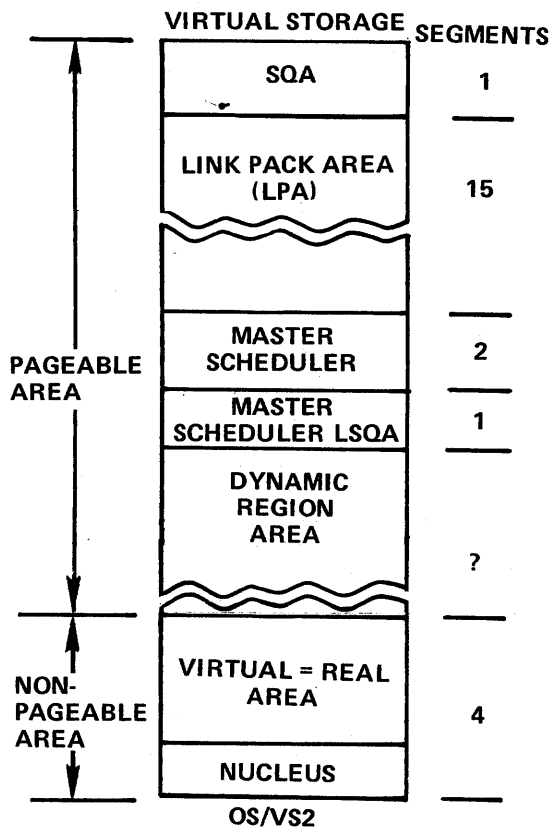 VIRTUAL STORAGE
SEGMENTS
SQA
1
LINK PACK AREA
(LPA)
15
MASTER
SCHEDULER
2
PAGEABLE
AREA
MASTER
SCHEDULER LSQA
1
DYNAMIC
REGION
AREA
?
VIRTUAL = REAL
AREA
NON-
PAGEABLE
AREA
4
NUCLEUS
OS/VS2